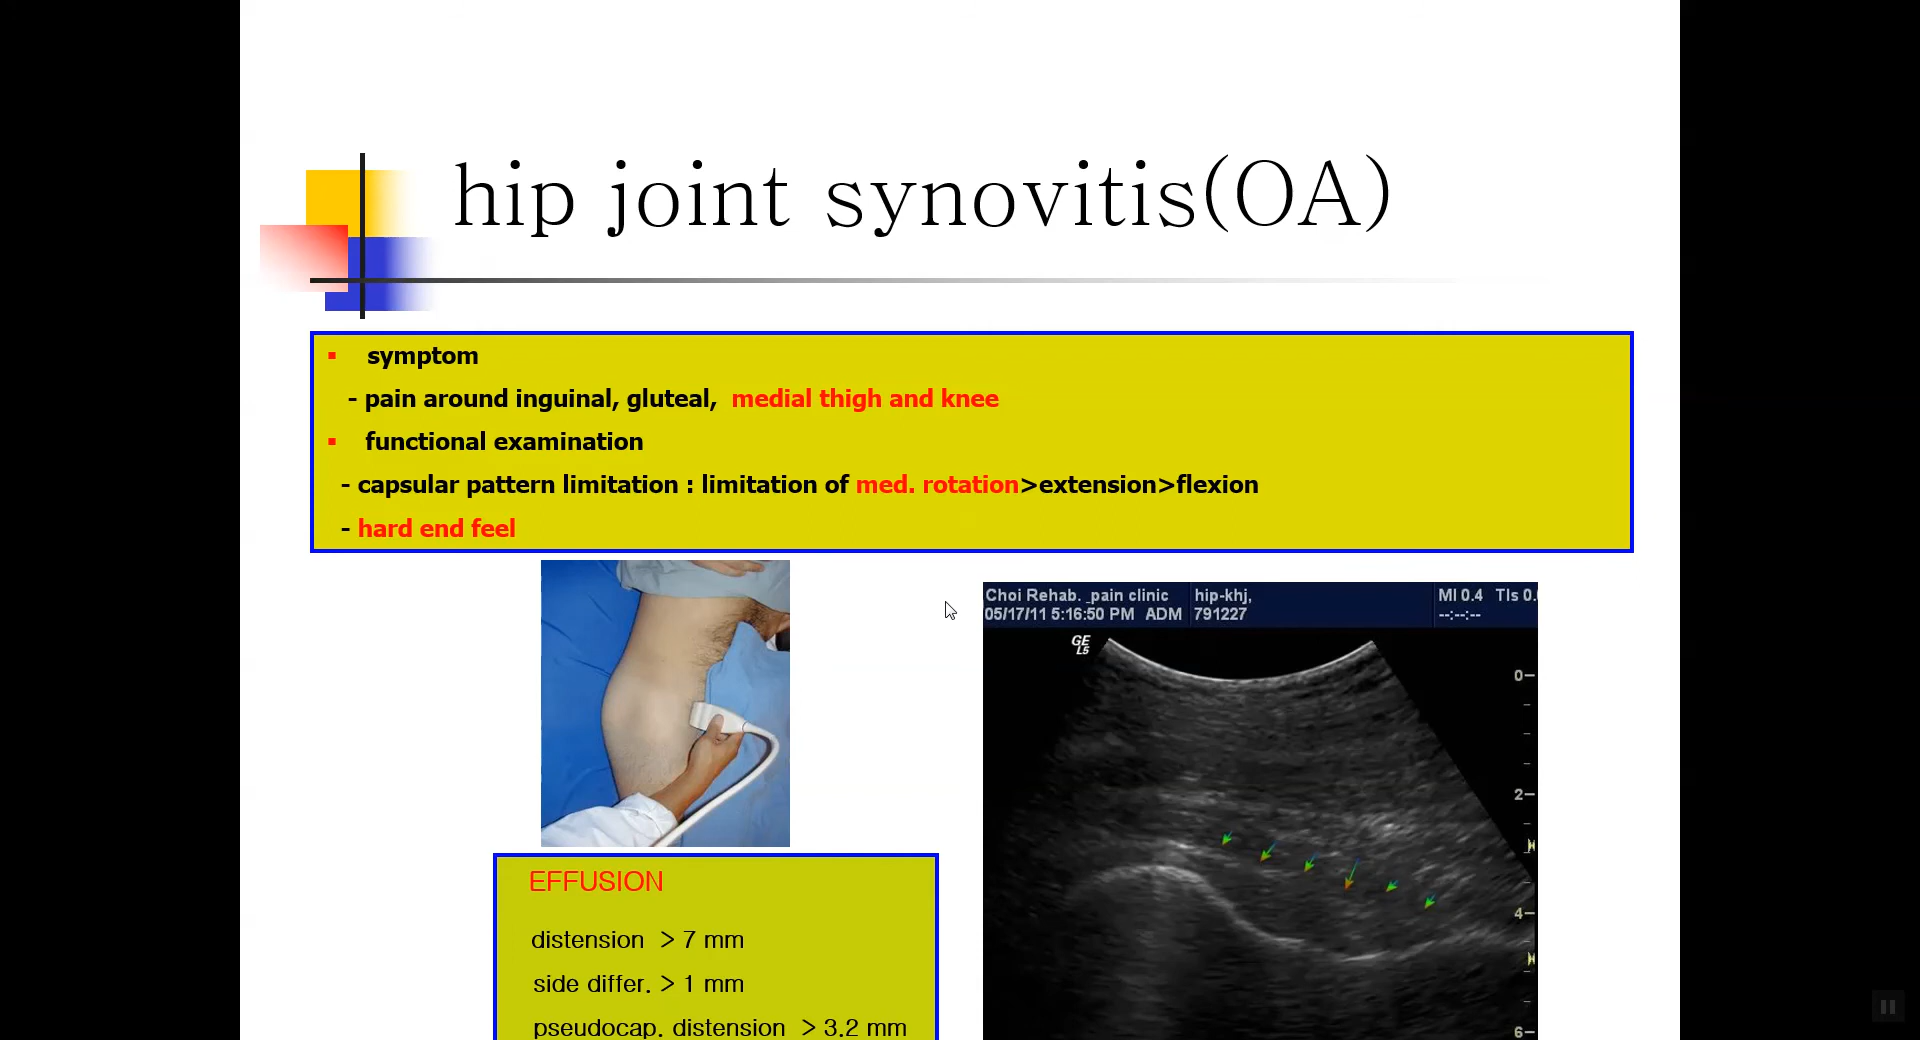 hip joint synovitis(OA)
symptom
- pain around inguinal, gluteal, medial thigh and knee
functional examination
- capsular pattern limitation : limitation of med. rotation>extension>flexion
- hard end feel
Choi Rehab. _pain clinic hip-khj, MI 0.4 TIs 0.
05/17/11 5:16:50 PM ADM 791227 --:--:--
GE
L5
0
2
4
6
EFFUSION
distension > 7 mm
side differ. > 1 mm
pseudocap. distension > 3.2 mm